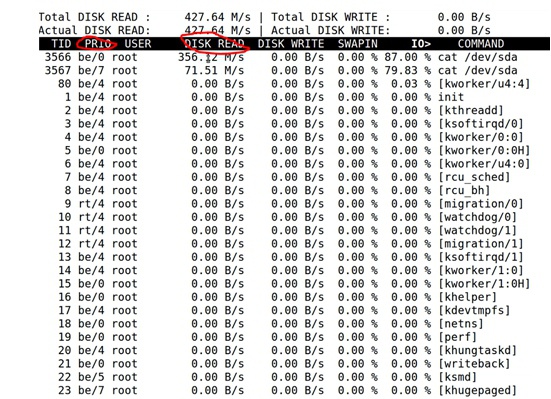 Total DISK READ : 427.64 M/s | Total DISK WRITE : 0.00 B/s
Actual DISK READ: 427.64 M/s | Actual DISK WRITE: 0.00 B/s
TID PRIO USER DISK READ DISK WRITE SWAPIN IO> COMMAND
3566 be/0 root 356.12 M/s 0.00 B/s 0.00 % 87.00 % cat /dev/sda
3567 be/7 root 71.51 M/s 0.00 B/s 0.00 % 79.83 % cat /dev/sda
80 be/4 root 0.00 B/s 0.00 B/s 0.00 % 0.03 % [kworker/u4:4]
1 be/4 root 0.00 B/s 0.00 B/s 0.00 % 0.00 % init
2 be/4 root 0.00 B/s 0.00 B/s 0.00 % 0.00 % [kthreadd]
3 be/4 root 0.00 B/s 0.00 B/s 0.00 % 0.00 % [ksoftirqd/0]
4 be/4 root 0.00 B/s 0.00 B/s 0.00 % 0.00 % [kworker/0:0]
5 be/0 root 0.00 B/s 0.00 B/s 0.00 % 0.00 % [kworker/0:0H]
6 be/4 root 0.00 B/s 0.00 B/s 0.00 % 0.00 % [kworker/u4:0]
7 be/4 root 0.00 B/s 0.00 B/s 0.00 % 0.00 % [rcu_sched]
8 be/4 root 0.00 B/s 0.00 B/s 0.00 % 0.00 % [rcu_bh]
9 rt/4 root 0.00 B/s 0.00 B/s 0.00 % 0.00 % [migration/0]
10 rt/4 root 0.00 B/s 0.00 B/s 0.00 % 0.00 % [watchdog/0]
11 rt/4 root 0.00 B/s 0.00 B/s 0.00 % 0.00 % [watchdog/1]
12 rt/4 root 0.00 B/s 0.00 B/s 0.00 % 0.00 % [migration/1]
13 be/4 root 0.00 B/s 0.00 B/s 0.00 % 0.00 % [ksoftirqd/1]
14 be/4 root 0.00 B/s 0.00 B/s 0.00 % 0.00 % [kworker/1:0]
15 be/0 root 0.00 B/s 0.00 B/s 0.00 % 0.00 % [kworker/1:0H]
16 be/0 root 0.00 B/s 0.00 B/s 0.00 % 0.00 % [khelper]
17 be/4 root 0.00 B/s 0.00 B/s 0.00 % 0.00 % [kdevtmpfs]
18 be/0 root 0.00 B/s 0.00 B/s 0.00 % 0.00 % [netns]
19 be/0 root 0.00 B/s 0.00 B/s 0.00 % 0.00 % [perf]
20 be/4 root 0.00 B/s 0.00 B/s 0.00 % 0.00 % [khungtaskd]
21 be/0 root 0.00 B/s 0.00 B/s 0.00 % 0.00 % [writeback]
22 be/5 root 0.00 B/s 0.00 B/s 0.00 % 0.00 % [ksmd]
23 be/7 root 0.00 B/s 0.00 B/s 0.00 % 0.00 % [khugepaged]